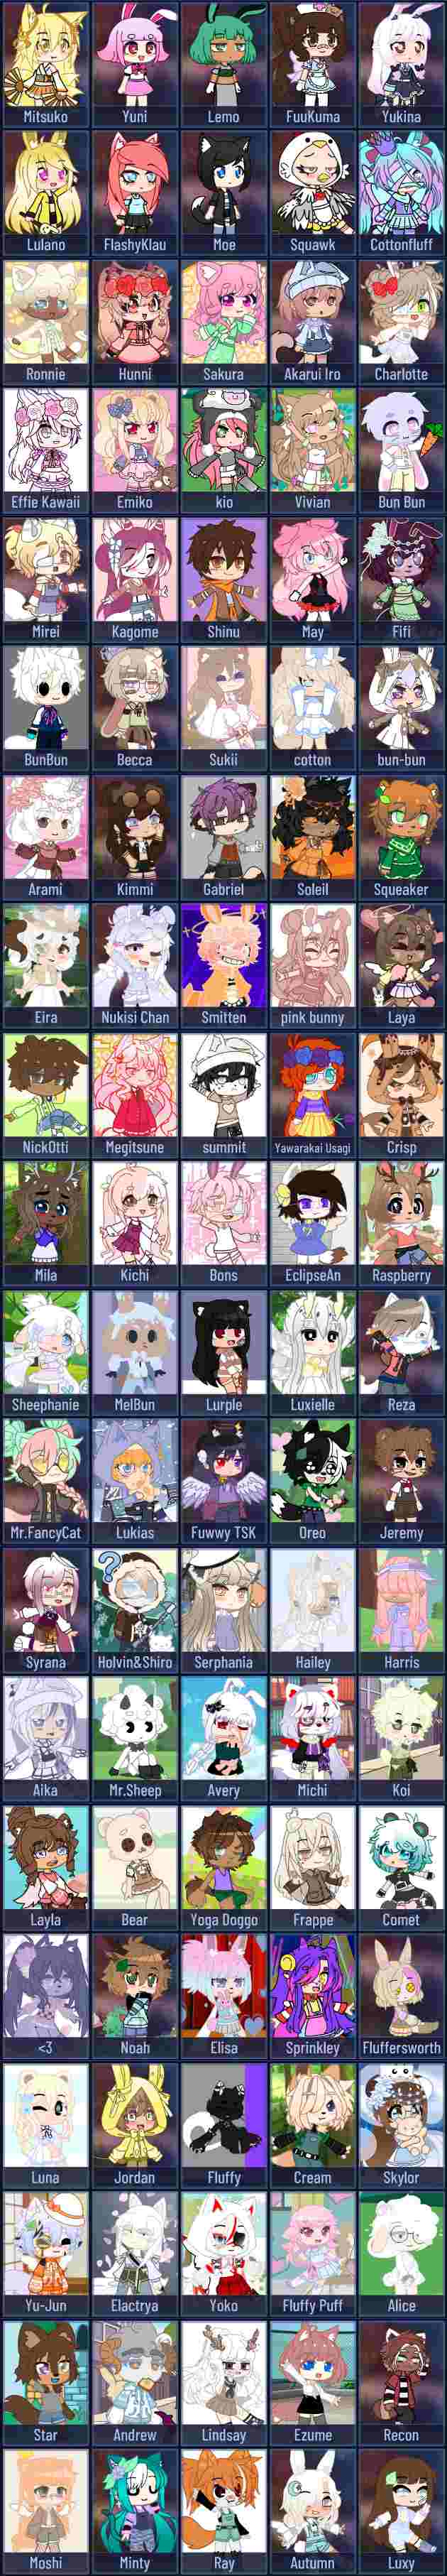 Mitsuko Yuni Lemo FuuKuma Yukina
Lulano FlashyKlau Moe Squawk Cottonfluff
Ronnie Hunni Sakura Akarui Iro Charlotte
Effie Kawaii Emiko kio Vivian Bun Bun
Mirei Kagome Shinu May Fifi
BunBun Becca Sukii cotton bun-bun
Arami Kimmi Gabriel Soleil Squeaker
Eira Nukisi Chan Smitten pink bunny Laya
NickOtti Megitsune summit Yawarakai Usagi Crisp
Mila Kichi Bons EclipseAn Raspberry
Sheephanie MelBun Lurple Luxielle Reza
Mr.FancyCat Lukias Fuwwy TSK Oreo Jeremy
Syrana Holvin&Shiro Serphania Hailey Harris
Aika Mr.Sheep Avery Michi Koi
Layla Bear Yoga Doggo Frappe Comet
<3 Noah Elisa Sprinkley Fluffersworth
Luna Jordan Fluffy Cream Skylor
Yu-Jun Elactrya Yoko Fluffy Puff Alice
Star Andrew Lindsay Ezume Recon
Moshi Minty Ray Autumn Luxy